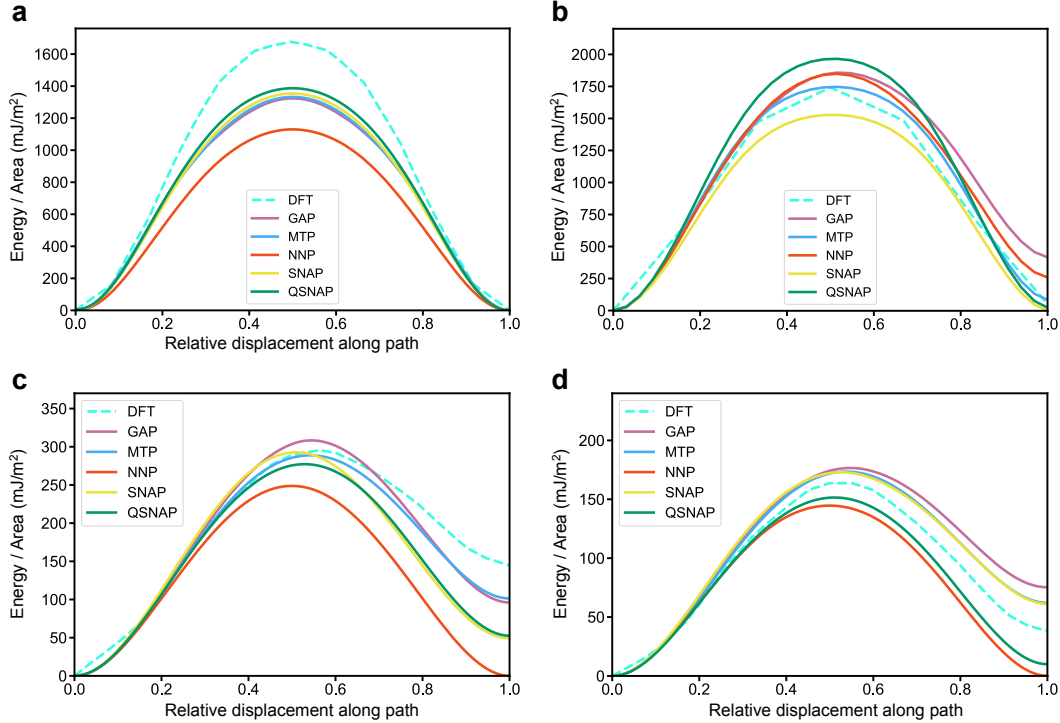 a
1600
1400
1200
1000
800
600
400
200
0
Energy / Area (mJ/m²)
DFT
GAP
MTP
NNP
SNAP
QSNAP
0.0 0.2 0.4 0.6 0.8 1.0
Relative displacement along path
b
2000
1750
1500
1250
1000
750
500
250
0
Energy / Area (mJ/m²)
DFT
GAP
MTP
NNP
SNAP
QSNAP
0.0 0.2 0.4 0.6 0.8 1.0
Relative displacement along path
c
350
300
250
200
150
100
50
0
Energy / Area (mJ/m²)
DFT
GAP
MTP
NNP
SNAP
QSNAP
0.0 0.2 0.4 0.6 0.8 1.0
Relative displacement along path
d
200
150
100
50
0
Energy / Area (mJ/m²)
DFT
GAP
MTP
NNP
SNAP
QSNAP
0.0 0.2 0.4 0.6 0.8 1.0
Relative displacement along path